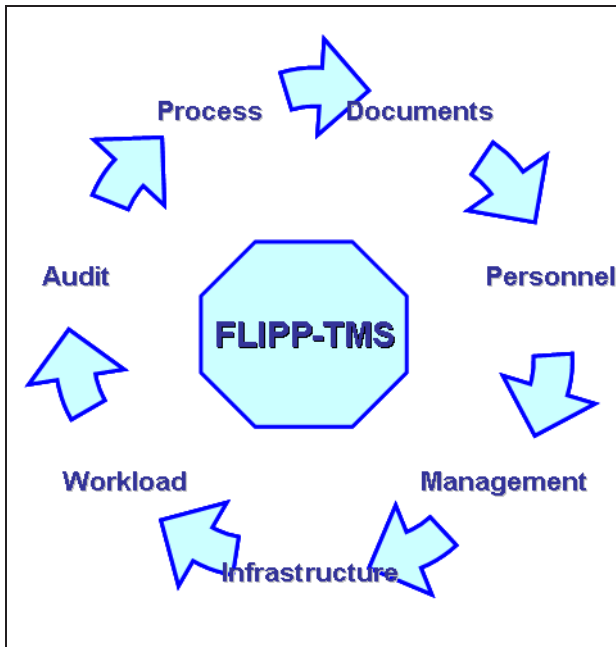 Process
Documents
Audit
Personnel
FLIPP-TMS
Workload
Management
Infrastructure